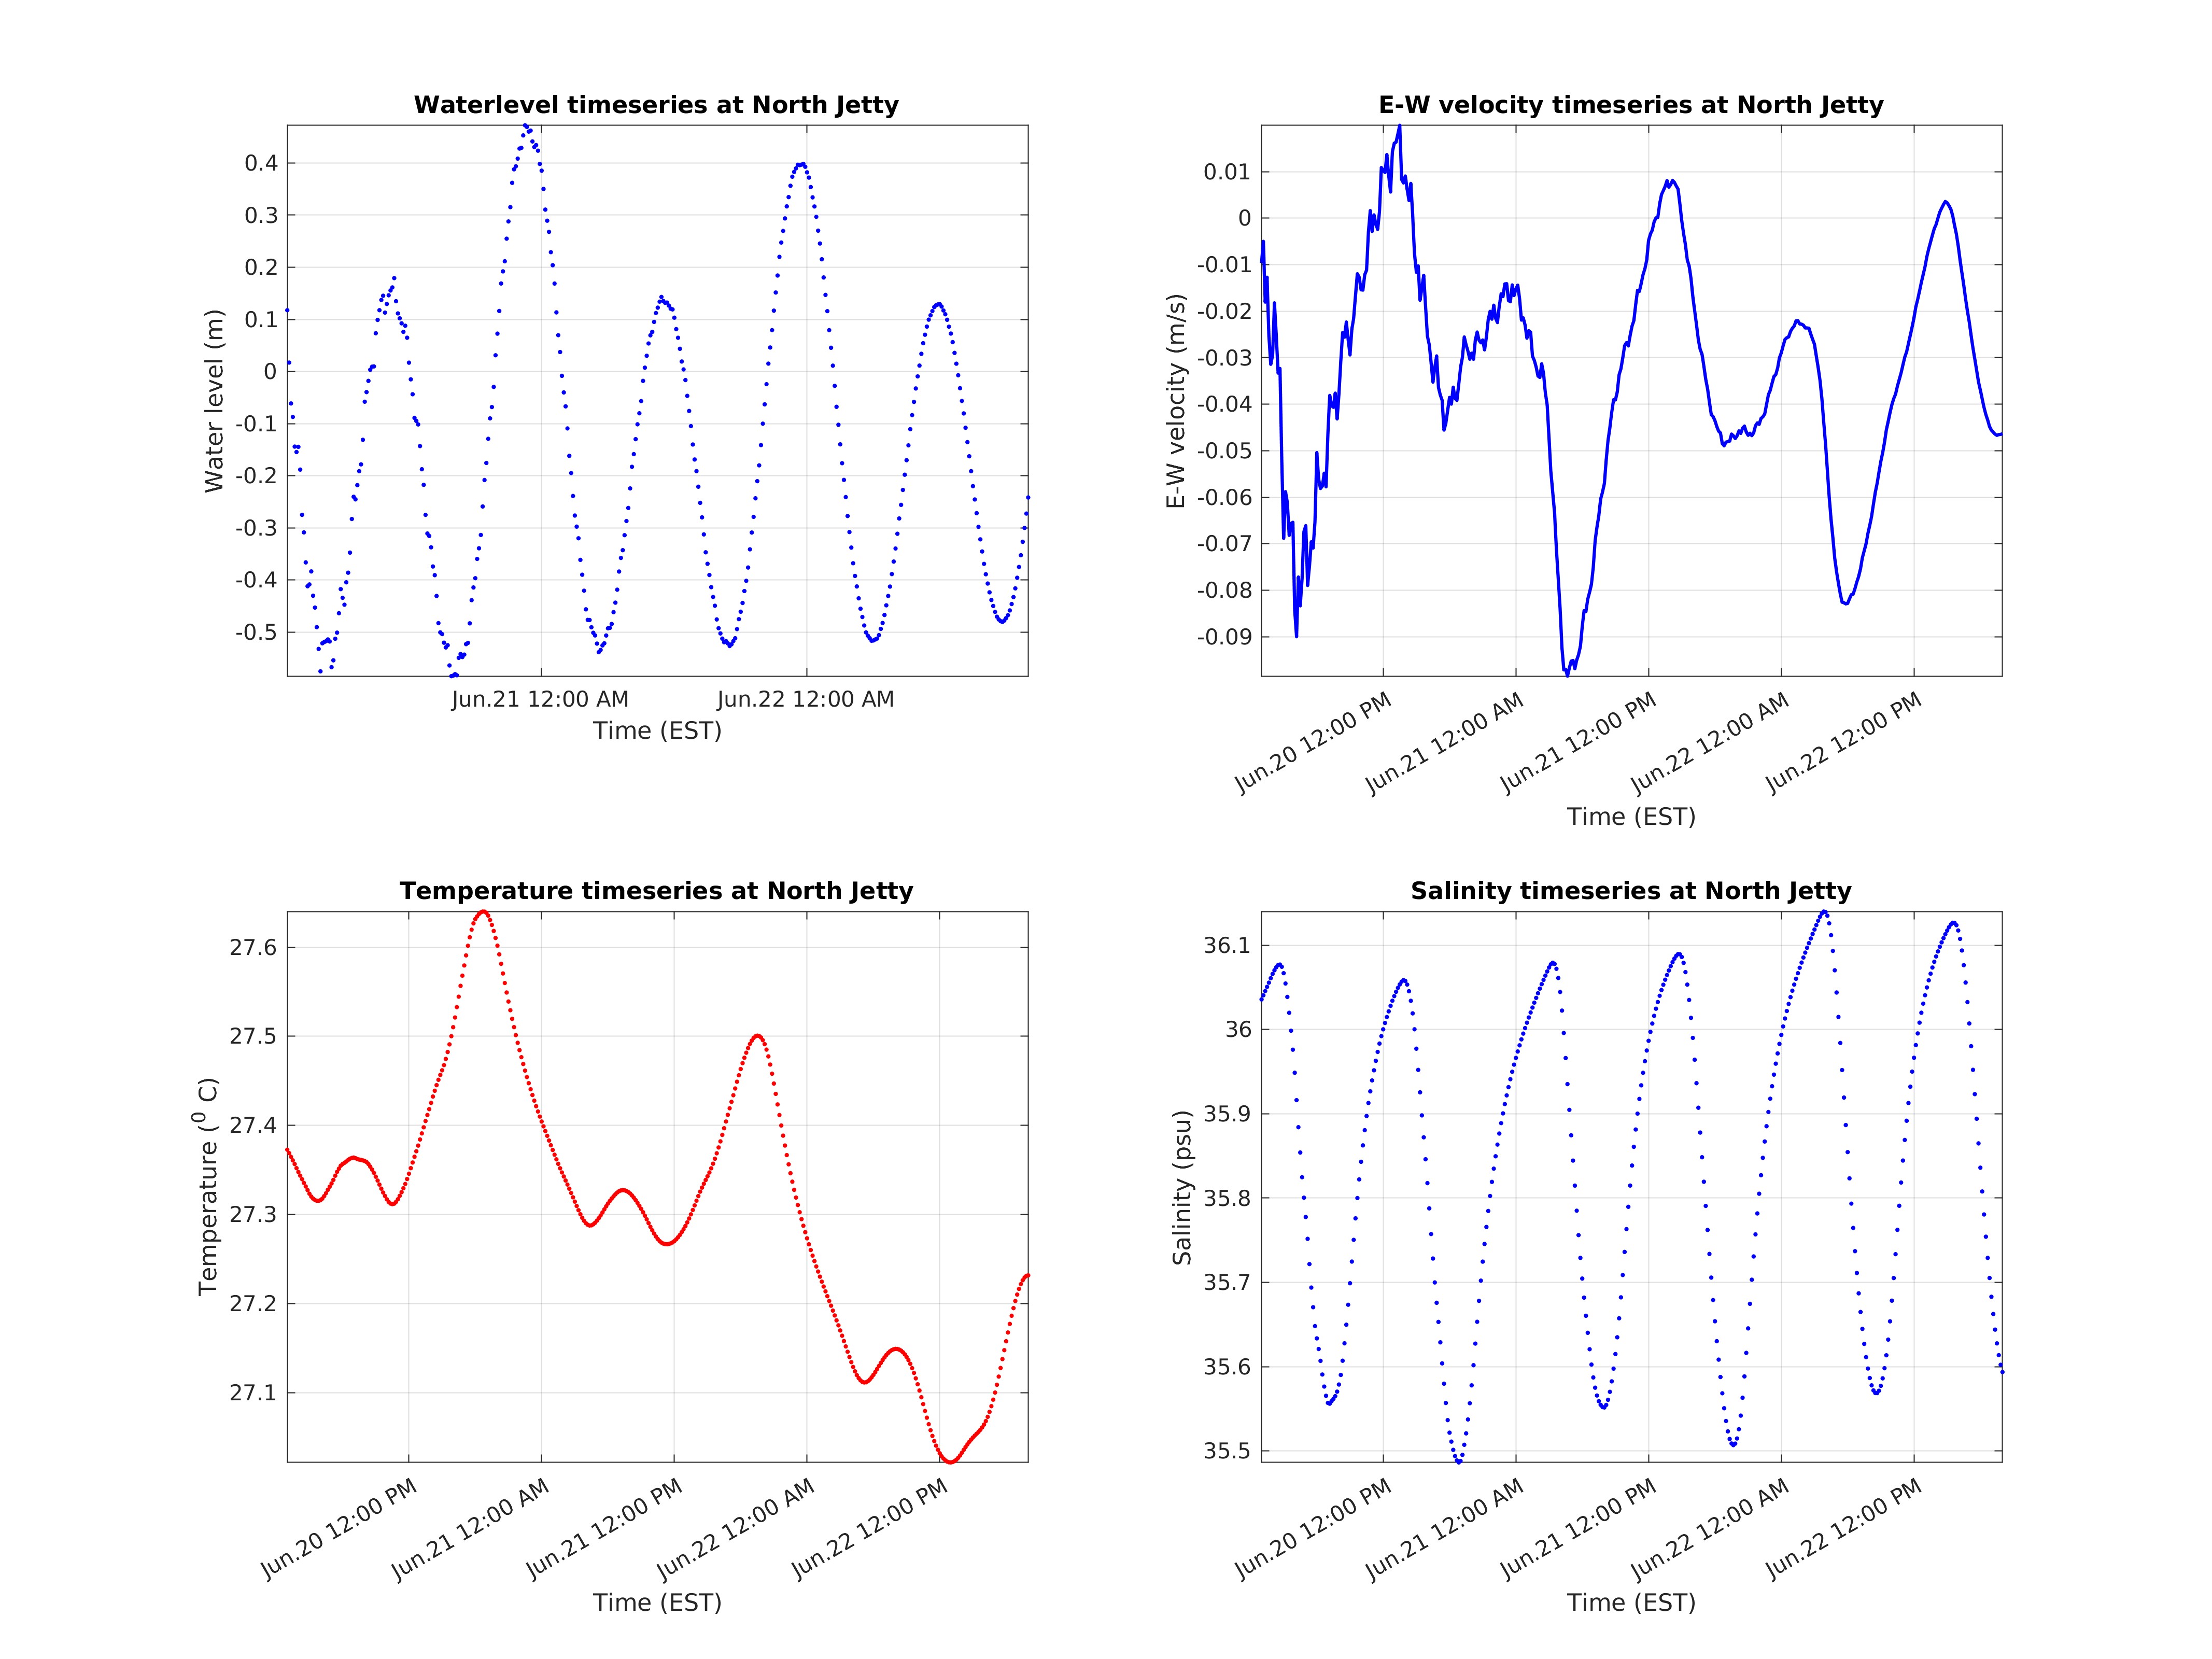 Waterlevel timeseries at North Jetty
0.4
0.3
0.2
0.1
0
-0.1
-0.2
-0.3
-0.4
-0.5
Water level (m)
Jun.21 12:00 AM
Jun.22 12:00 AM
Time (EST)
E-W velocity timeseries at North Jetty
0.01
0
-0.01
-0.02
-0.03
-0.04
-0.05
-0.06
-0.07
-0.08
-0.09
E-W velocity (m/s)
Jun.20 12:00 PM
Jun.21 12:00 AM
Jun.21 12:00 PM
Jun.22 12:00 AM
Jun.22 12:00 PM
Time (EST)
Temperature timeseries at North Jetty
27.6
27.5
27.4
27.3
27.2
27.1
Temperature (⁰ C)
Jun.20 12:00 PM
Jun.21 12:00 AM
Jun.21 12:00 PM
Jun.22 12:00 AM
Jun.22 12:00 PM
Time (EST)
Salinity timeseries at North Jetty
36.1
36
35.9
35.8
35.7
35.6
35.5
Salinity (psu)
Jun.20 12:00 PM
Jun.21 12:00 AM
Jun.21 12:00 PM
Jun.22 12:00 AM
Jun.22 12:00 PM
Time (EST)